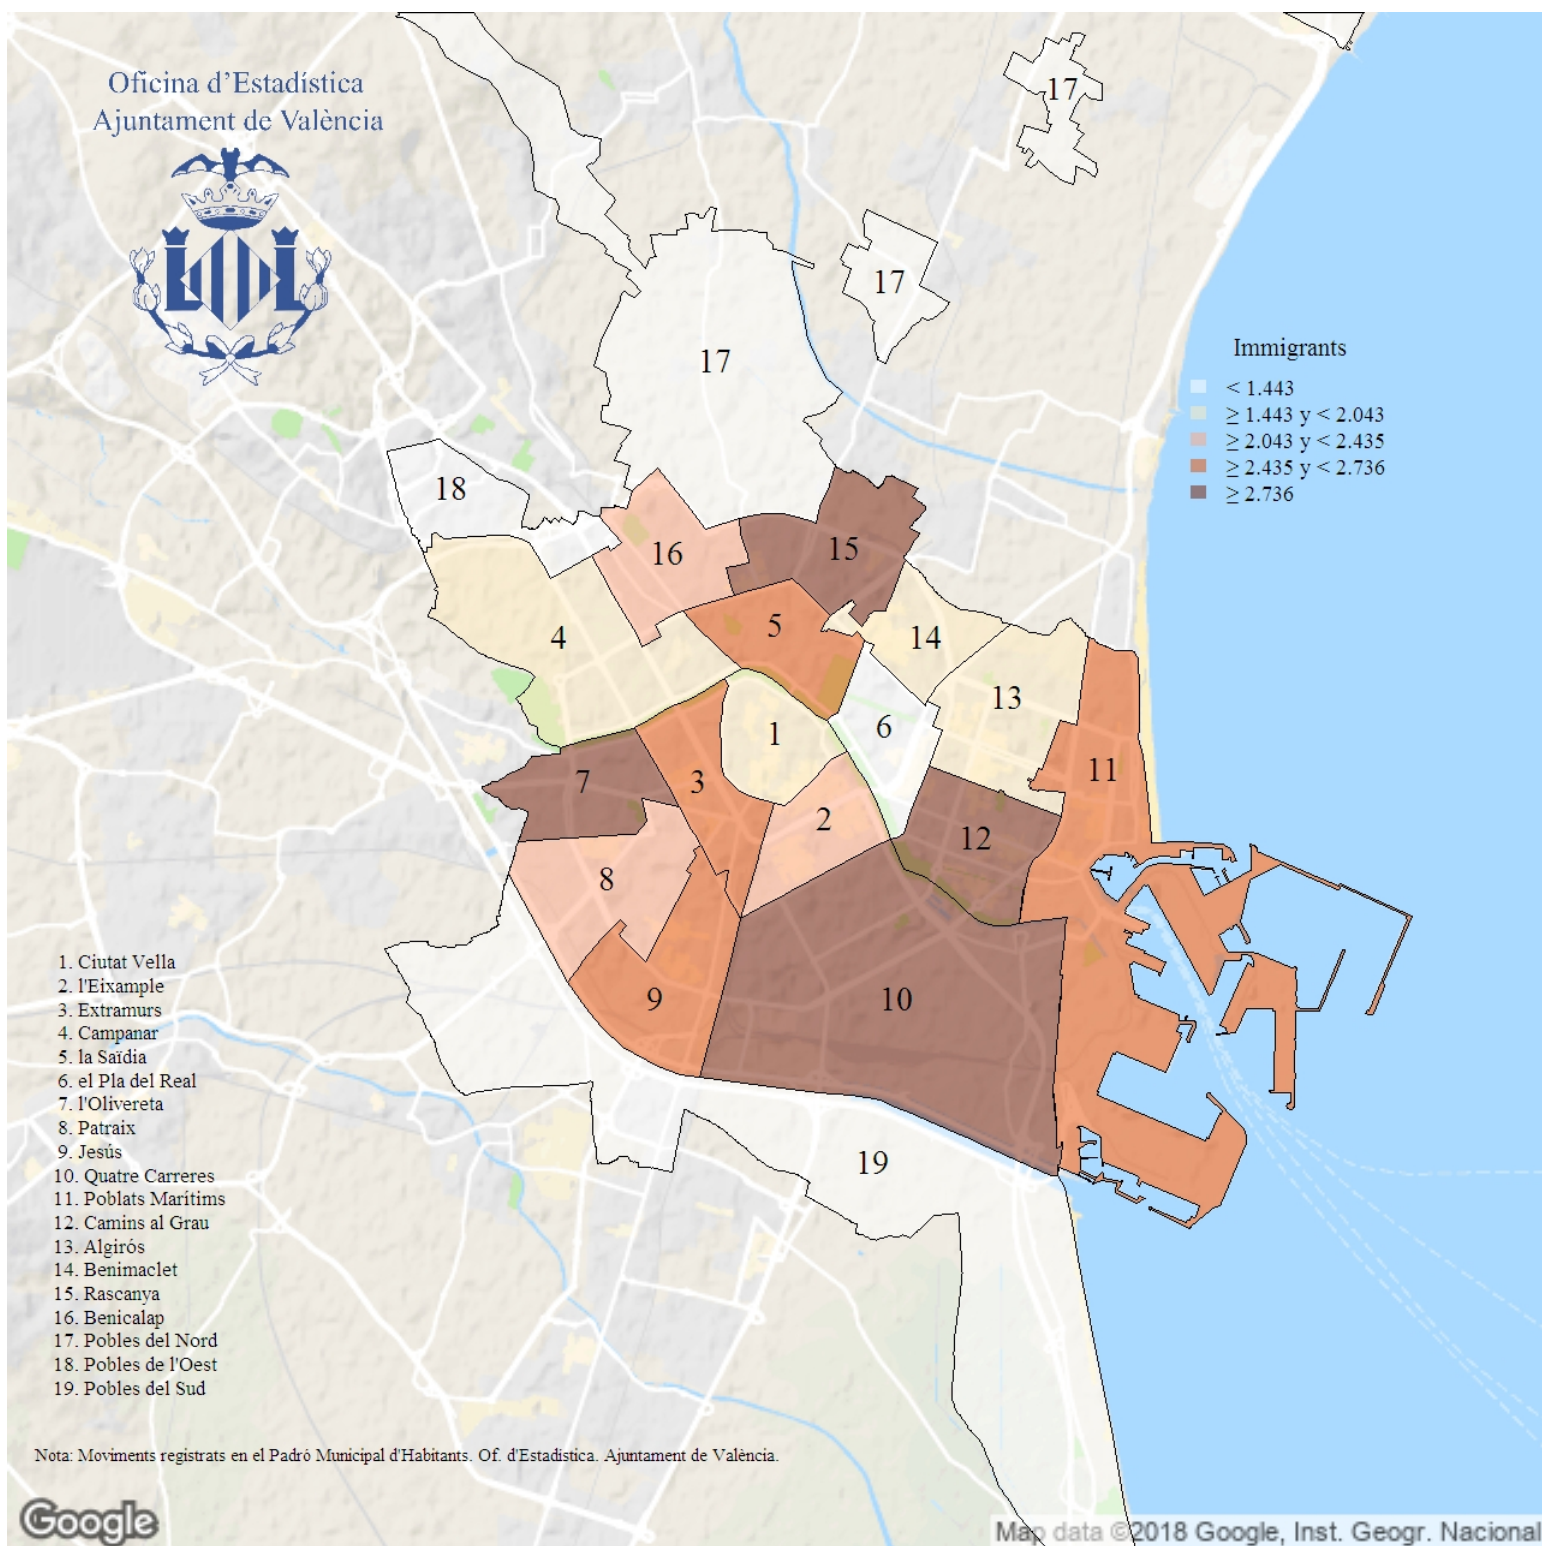 Oficina d'Estadística
Ajuntament de València
17
17
17
Immigrants
< 1.443
≥ 1.443 y < 2.043
≥ 2.043 y < 2.435
≥ 2.435 y < 2.736
≥ 2.736
18
16
15
5
4
14
13
6
1
11
7
3
2
12
8
9
10
19
1. Ciutat Vella
2. l'Eixample
3. Extramurs
4. Campanar
5. la Saïdia
6. el Pla del Real
7. l'Olivereta
8. Patraix
9. Jesús
10. Quatre Carreres
11. Poblats Marítims
12. Camins al Grau
13. Algirós
14. Benimaclet
15. Rascanya
16. Benicalap
17. Pobles del Nord
18. Pobles de l'Oest
19. Pobles del Sud
Nota: Moviments registrats en el Padró Municipal d'Habitants. Of. d'Estadística. Ajuntament de València.
Google
Map data ©2018 Google, Inst. Geogr. Nacional